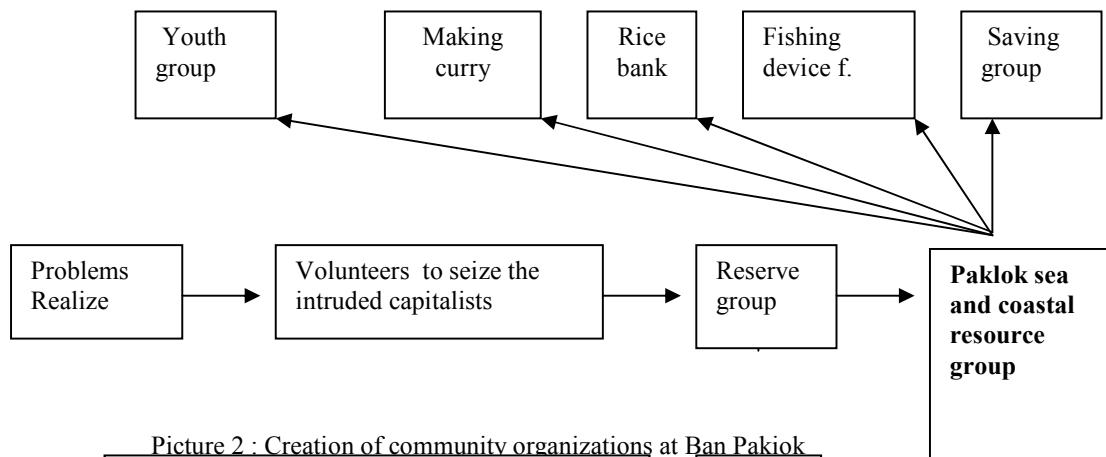 Youth
group
Making
curry
Rice
bank
Fishing
device f.
Saving
group
Problems
Realize
Volunteers to seize the
intruded capitalists
Reserve
group
Paklok sea
and coastal
resource
group
Picture 2 : Creation of community organizations at Ban Pakiok